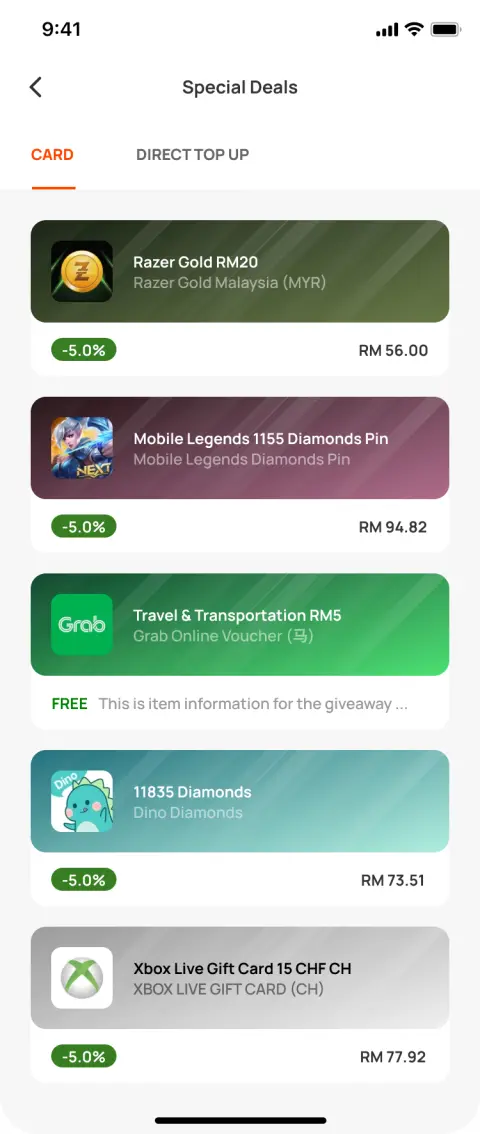 9:41
Special Deals
CARD
DIRECT TOP UP
Razer Gold RM20
Razer Gold Malaysia (MYR)
-5.0%
RM 56.00
NEXT
Mobile Legends 1155 Diamonds Pin
Mobile Legends Diamonds Pin
-5.0%
RM 94.82
Grab
Travel & Transportation RM5
Grab Online Voucher (马)
FREE
This is item information for the giveaway ...
Dino
11835 Diamonds
Dino Diamonds
-5.0%
RM 73.51
Xbox Live Gift Card 15 CHF CH
XBOX LIVE GIFT CARD (CH)
-5.0%
RM 77.92